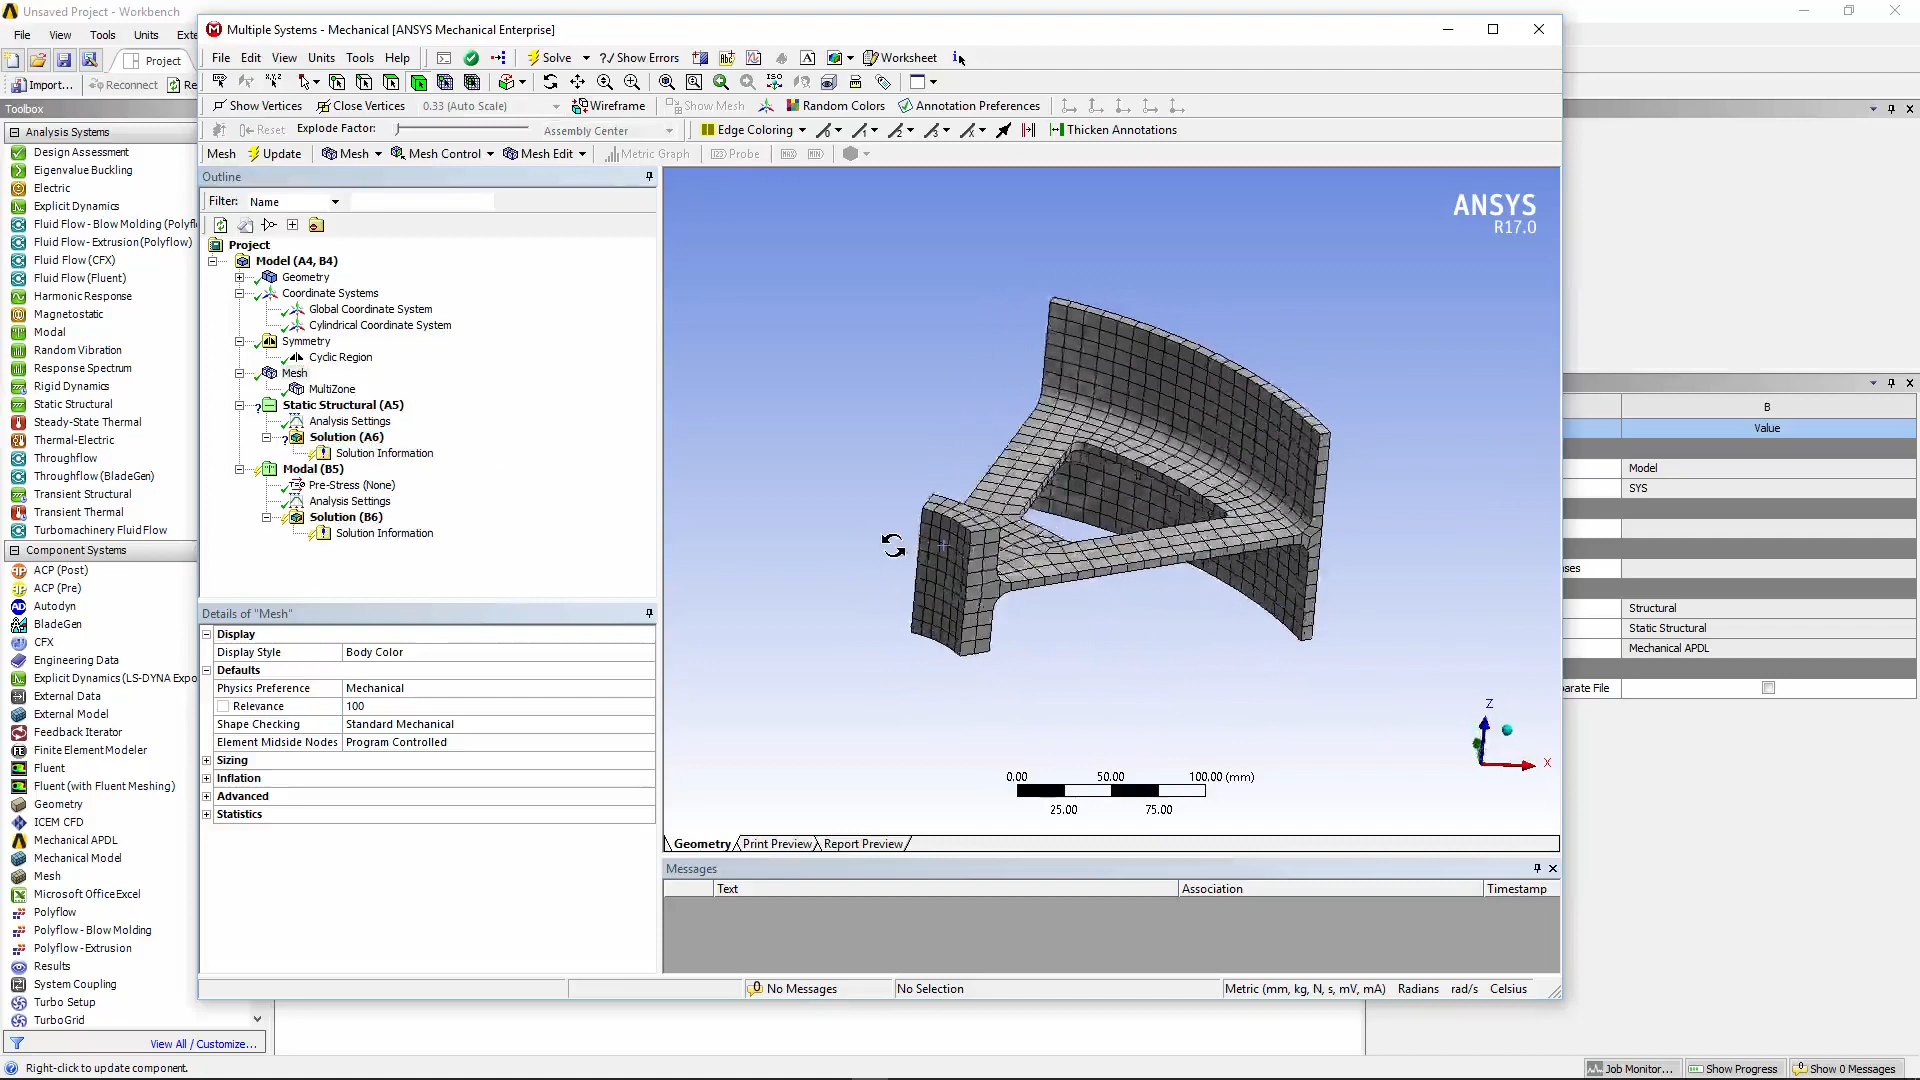 Unsaved Project - Workbench
File View Tools Units Exte
Project
Import... Reconnect Re
Toolbox
Analysis Systems
Design Assessment
Eigenvalue Buckling
Electric
Explicit Dynamics
Fluid Flow - Blow Molding (Polyfl
Fluid Flow - Extrusion (Polyflow)
Fluid Flow (CFX)
Fluid Flow (Fluent)
Harmonic Response
Magnetostatic
Modal
Random Vibration
Response Spectrum
Rigid Dynamics
Static Structural
Steady-State Thermal
Thermal-Electric
Throughflow
Throughflow (BladeGen)
Transient Structural
Transient Thermal
Turbomachinery Fluid Flow
Component Systems
ACP (Post)
ACP (Pre)
Autodyn
BladeGen
CFX
Engineering Data
Explicit Dynamics (LS-DYNA Expo
External Data
External Model
Feedback Iterator
Finite Element Modeler
Fluent
Fluent (with Fluent Meshing)
Geometry
ICEM CFD
Mechanical APDL
Mechanical Model
Mesh
Microsoft Office Excel
Polyflow
Polyflow - Blow Molding
Polyflow - Extrusion
Results
System Coupling
Turbo Setup
TurboGrid
View All / Customize...
Right-click to update component.
Multiple Systems - Mechanical [ANSYS Mechanical Enterprise]
File Edit View Units Tools Help Solve ?/ Show Errors Worksheet
Show Vertices Close Vertices 0.33 (Auto Scale) Wireframe Show Mesh Random Colors Annotation Preferences
Reset Explode Factor: Assembly Center Edge Coloring Thicken Annotations
Mesh Update Mesh Mesh Control Mesh Edit Metric Graph Probe
Outline
Filter: Name
Project
Model (A4, B4)
Geometry
Coordinate Systems
Global Coordinate System
Cylindrical Coordinate System
Symmetry
Cyclic Region
Mesh
MultiZone
Static Structural (A5)
Analysis Settings
Solution (A6)
Solution Information
Modal (B5)
Pre-Stress (None)
Analysis Settings
Solution (B6)
Solution Information
Details of "Mesh"
Display
Display Style Body Color
Defaults
Physics Preference Mechanical
Relevance 100
Shape Checking Standard Mechanical
Element Midside Nodes Program Controlled
Sizing
Inflation
Advanced
Statistics
ANSYS
R17.0
Z
X
0.00 50.00 100.00 (mm)
25.00 75.00
Geometry Print Preview Report Preview
Messages
Text Association Timestamp
No Messages No Selection Metric (mm, kg, N, s, mV, mA) Radians rad/s Celsius
B
Value
Model
SYS
ses
Structural
Static Structural
Mechanical APDL
arate File
Job Monitor... Show Progress Show 0 Messages